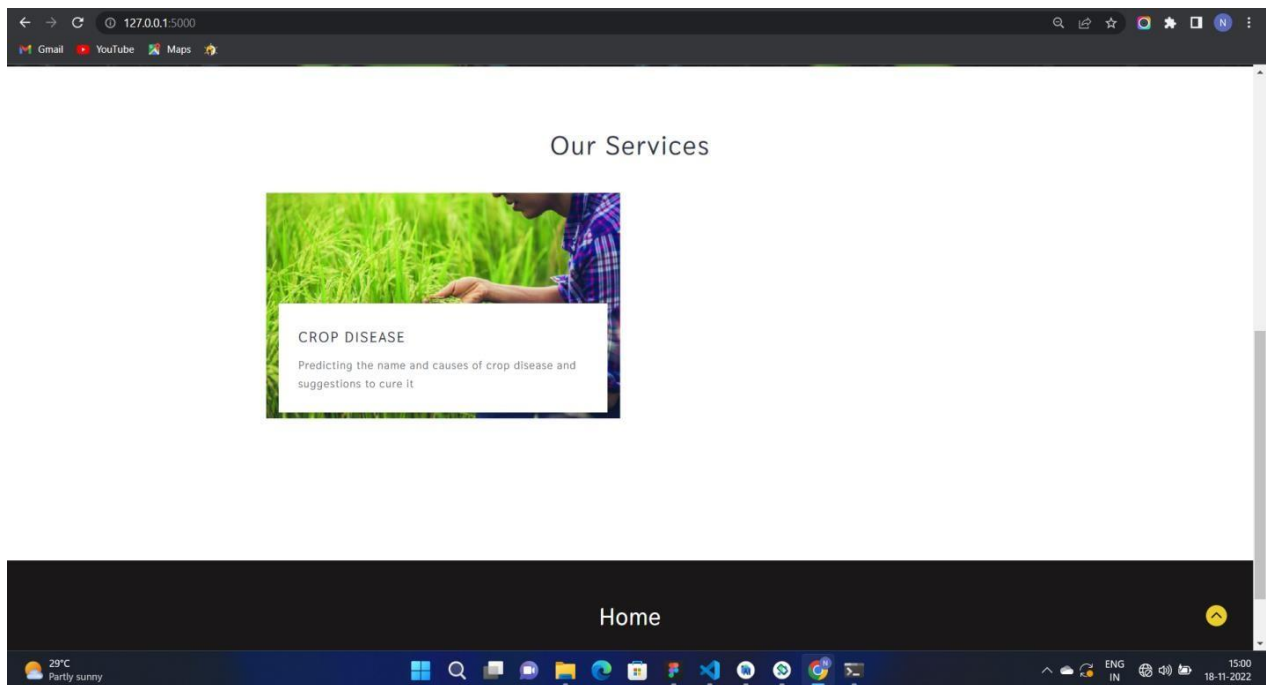 127.0.0.1:5000
N
Gmail YouTube Maps
Our Services
CROP DISEASE
Predicting the name and causes of crop disease and
suggestions to cure it
Home
29°C
Partly sunny
ENG
IN
15:00
18-11-2022